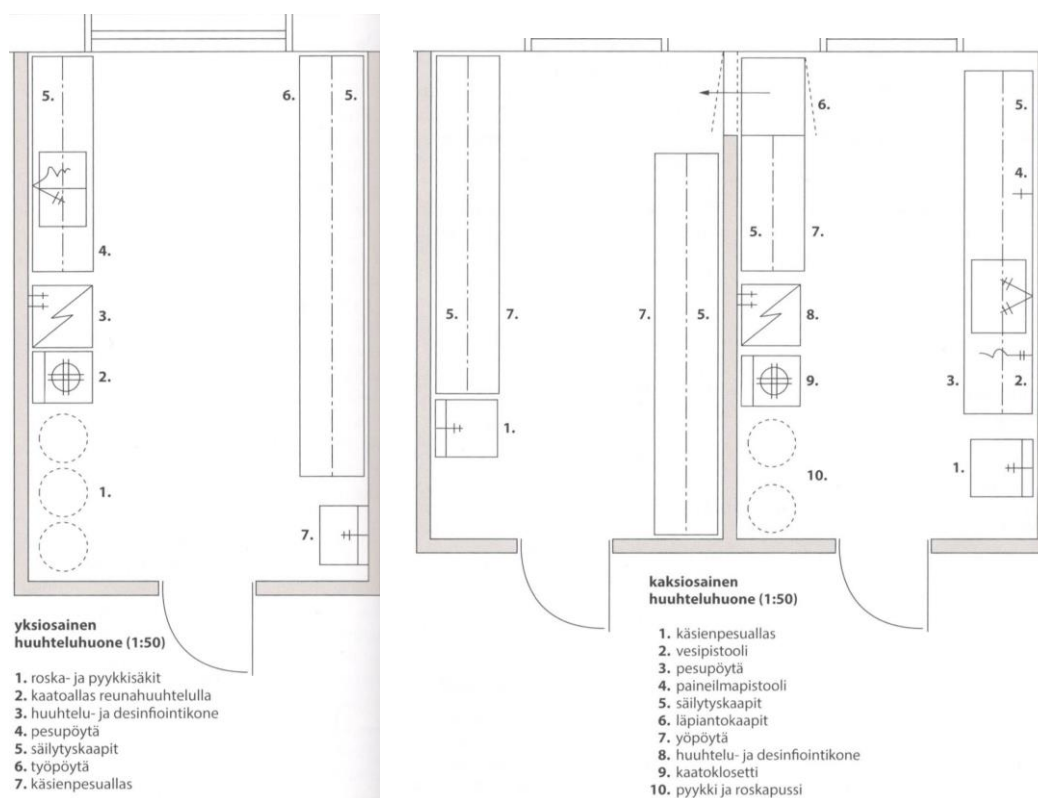 5.
6.
5.
4.
3.
2.
1.
7.
yksiosainen
huuhteluhuone (1:50)
1. roska- ja pyykkisäkit
2. kaatoallas reunahuuhtelulla
3. huuhtelu- ja desinfiointikone
4. pesupöytä
5. säilytyskaapit
6. työpöytä
7. käsienpesuallas
6.
5.
4.
5.
7.
5.
7.
7.
5.
8.
9.
3.
2.
1.
1.
10.
kaksiosainen
huuhteluhuone (1:50)
1. käsienpesuallas
2. vesipistooli
3. pesupöytä
4. paineilmapistooli
5. säilytyskaapit
6. läpiantokaapit
7. yöpöytä
8. huuhtelu- ja desinfiointikone
9. kaatoklosetti
10. pyykki ja roskapussi